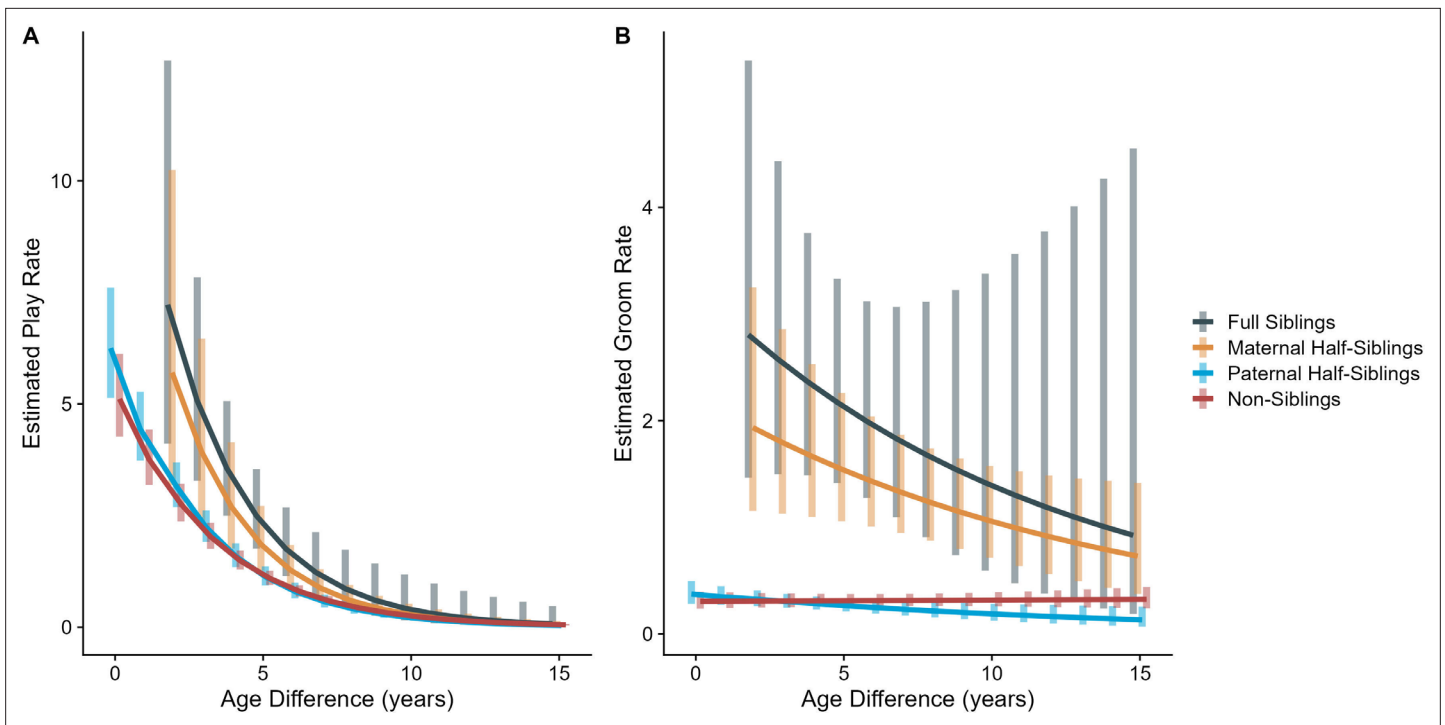 A
Estimated Play Rate
10
5
0
0 5 10 15
Age Difference (years)
B
Estimated Groom Rate
4
2
0
0 5 10 15
Age Difference (years)
Full Siblings
Maternal Half-Siblings
Paternal Half-Siblings
Non-Siblings